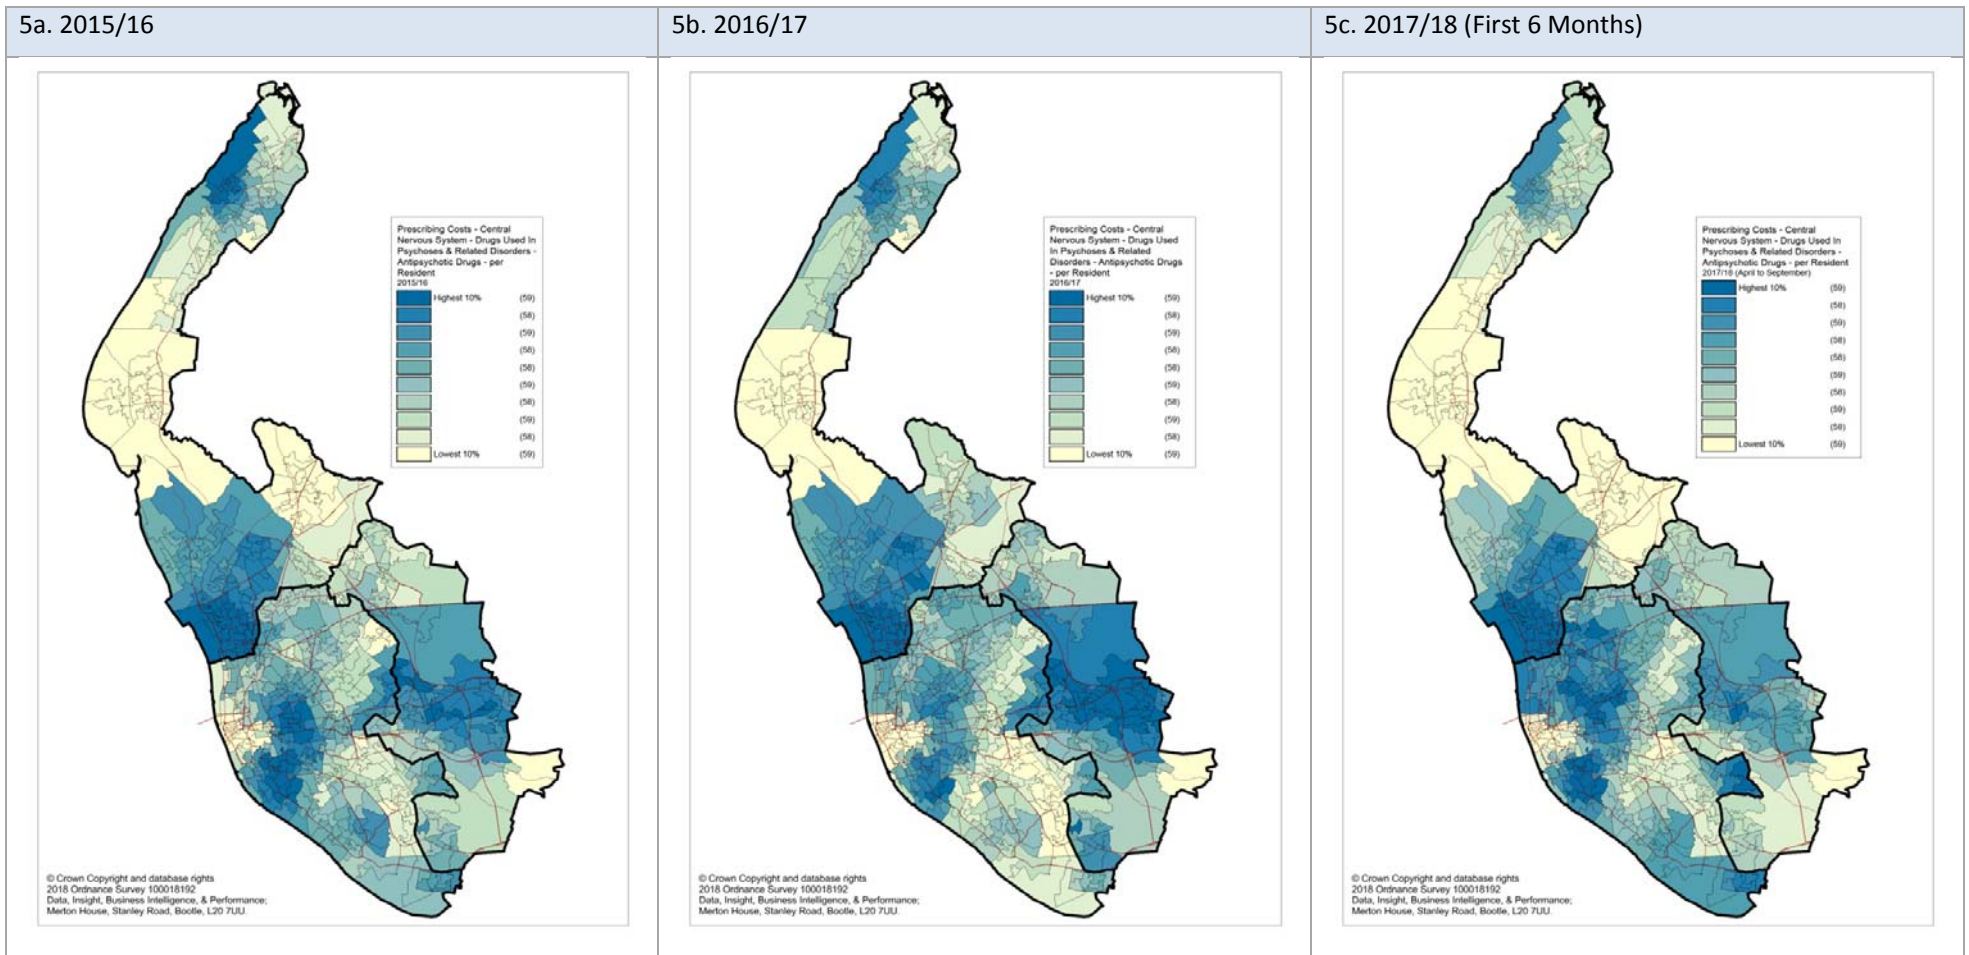 5a. 2015/16
5b. 2016/17
5c. 2017/18 (First 6 Months)
Prescribing Costs - Central
Nervous System - Drugs Used In
Psychoses & Related Disorders -
Antipsychotic Drugs - per
Resident
2015/16
Highest 10% (59)
(58)
(59)
(58)
(58)
(59)
(58)
(59)
(58)
Lowest 10% (59)
© Crown Copyright and database rights
2018 Ordnance Survey 100018192
Data, Insight, Business Intelligence, & Performance;
Merton House, Stanley Road, Bootle, L20 7UU.
Prescribing Costs - Central
Nervous System - Drugs Used
In Psychoses & Related
Disorders - Antipsychotic Drugs
- per Resident
2016/17
Highest 10% (59)
(58)
(59)
(58)
(58)
(59)
(58)
(59)
(58)
Lowest 10% (59)
© Crown Copyright and database rights
2018 Ordnance Survey 100018192
Data, Insight, Business Intelligence, & Performance;
Merton House, Stanley Road, Bootle, L20 7UU.
Prescribing Costs - Central
Nervous System - Drugs Used In
Psychoses & Related Disorders -
Antipsychotic Drugs - per Resident
2017/18 (April to September)
Highest 10% (59)
(58)
(59)
(58)
(58)
(59)
(58)
(59)
(58)
Lowest 10% (59)
© Crown Copyright and database rights
2018 Ordnance Survey 100018192
Data, Insight, Business Intelligence, & Performance;
Merton House, Stanley Road, Bootle, L20 7UU.